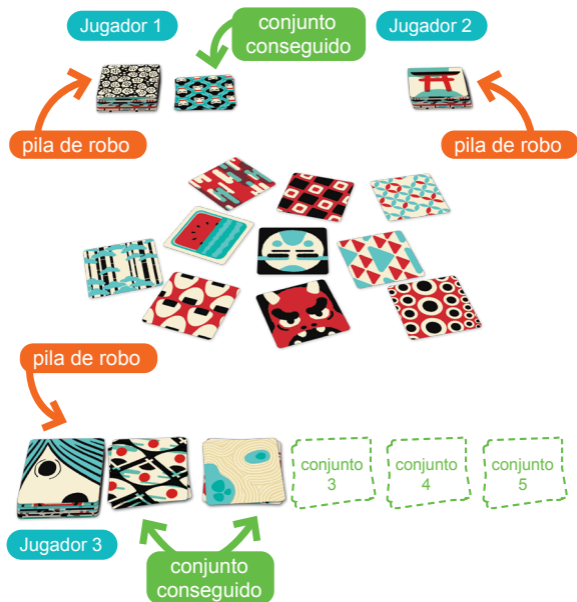 Jugador 1
conjunto
conseguido
Jugador 2
pila de robo
pila de robo
pila de robo
conjunto
3
conjunto
4
conjunto
5
Jugador 3
conjunto
conseguido